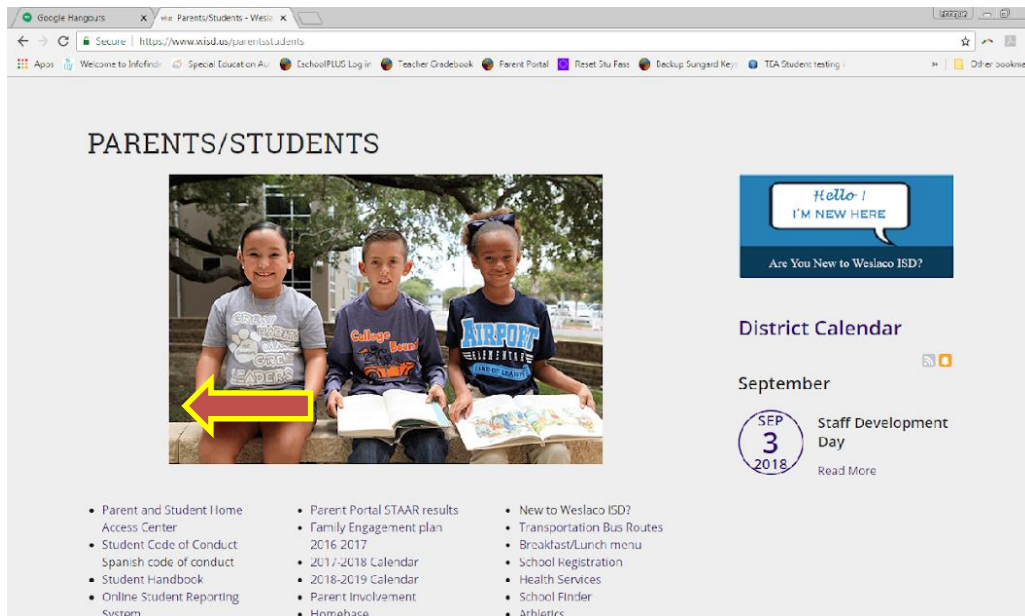 Google Hangouts x
Parents/Students - Wesla x
Secure | https://www.wisd.us/parentsstudents
Apps Welcome to Infofinde Special Education Au EschoolPLUS Log in Teacher Gradebook Parent Portal Reset Stu Pass Backup Sungard Key TEA Student testing Other bookma
PARENTS/STUDENTS
Hello !
I'M NEW HERE
Are You New to Weslaco ISD?
GREAT
LEADERS
College
Bound
AIRPORT
ELEMENTARY
LAND OF LEARNING
District Calendar
September
SEP
3
2018
Staff Development
Day
Read More
• Parent and Student Home
Access Center
• Student Code of Conduct
Spanish code of conduct
• Student Handbook
• Online Student Reporting
System
• Parent Portal STAAR results
• Family Engagement plan
2016-2017
• 2017-2018 Calendar
• 2018-2019 Calendar
• Parent Involvement
• Homebase
• New to Weslaco ISD?
• Transportation Bus Routes
• Breakfast/Lunch menu
• School Registration
• Health Services
• School Finder
• Athletics